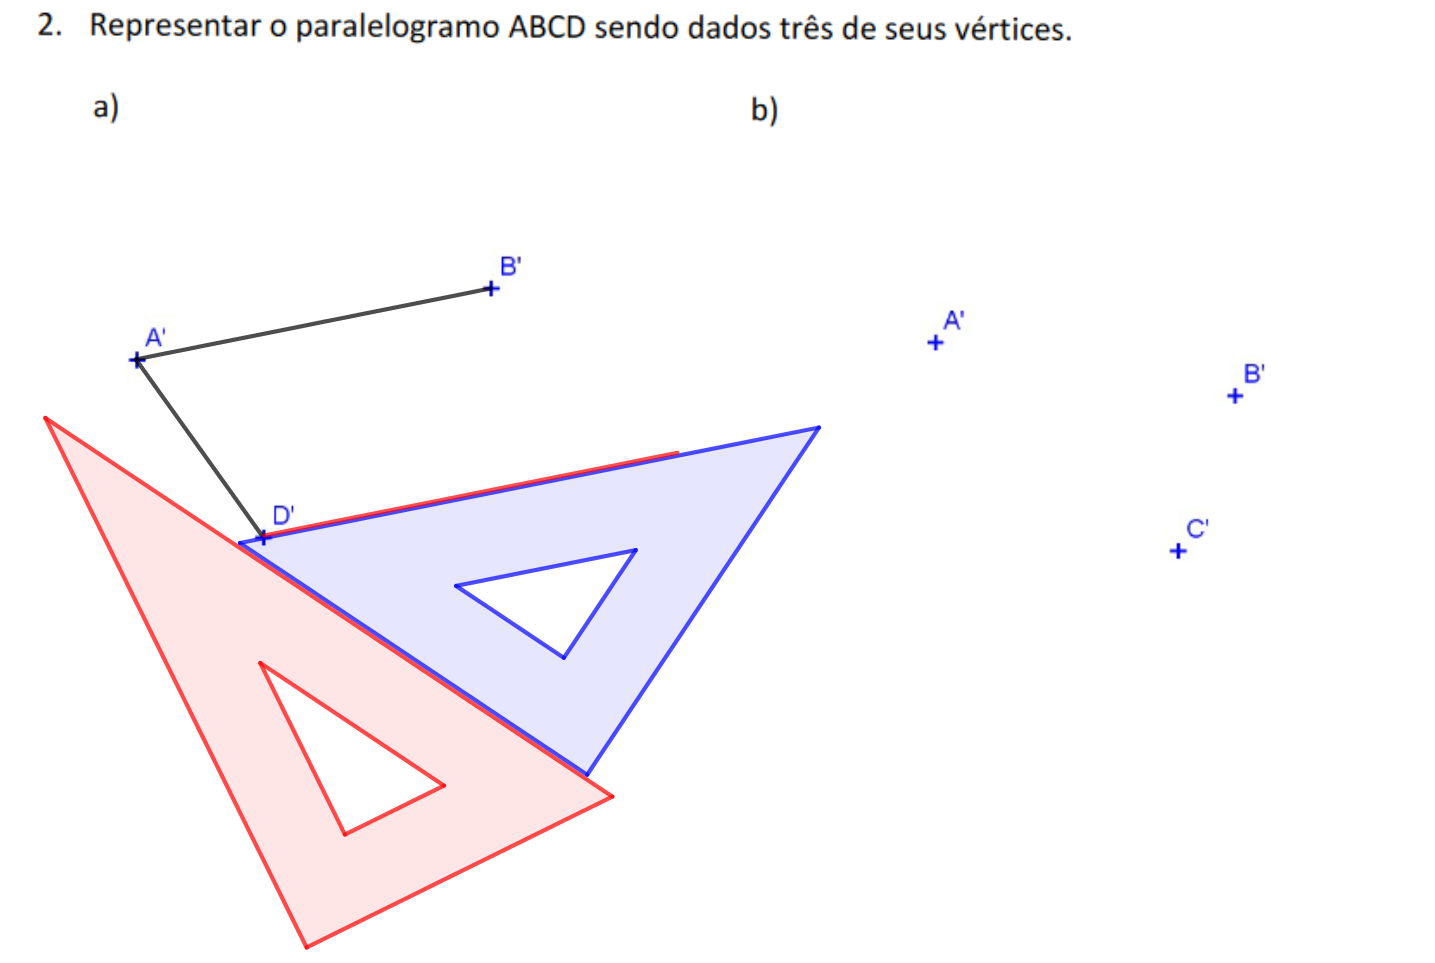 2. Representar o paralelogramo ABCD sendo dados três de seus vértices.
a)
b)
B'
A'
D'
A'
B'
C'